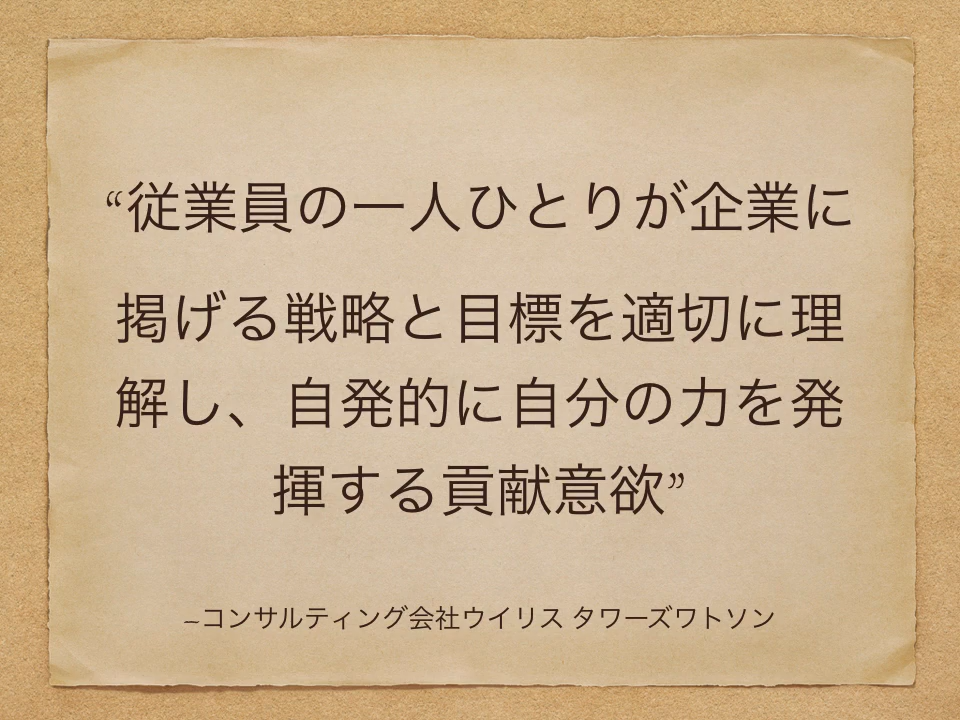 “従業員の一人ひとりが企業に
掲げる戦略と目標を適切に理
解し、自発的に自分の力を発
揮する貢献意欲”
~コンサルティング会社ウイリス タワーズワトソン